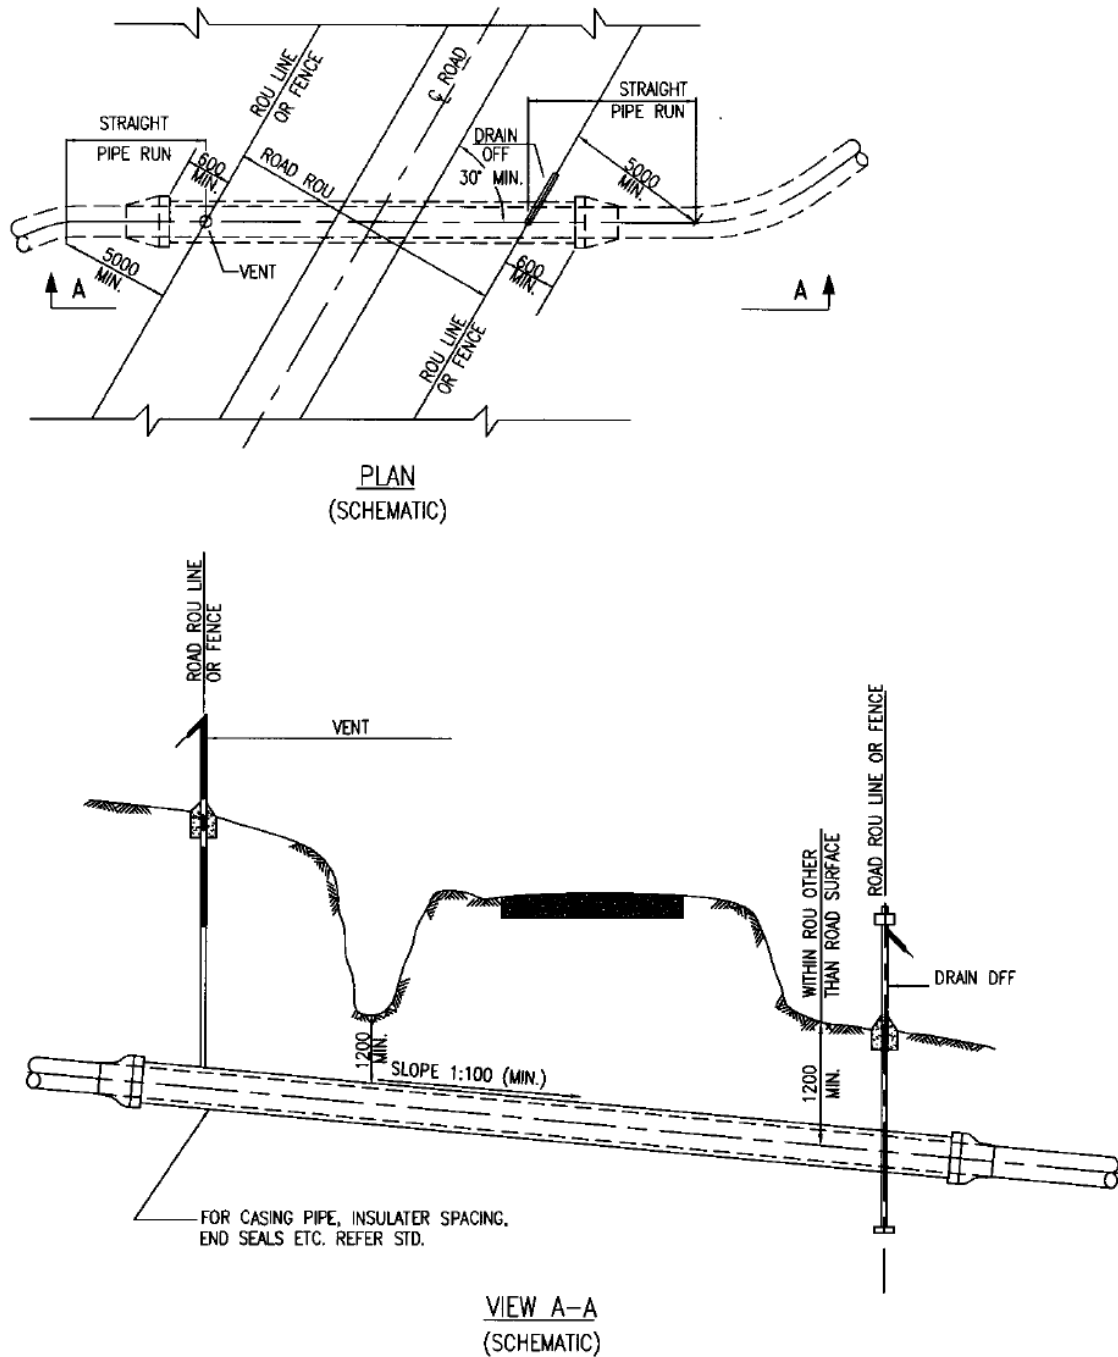 ROU LINE
OR FENCE
℄ ROAD
STRAIGHT
PIPE RUN
STRAIGHT
PIPE RUN
600
MIN.
ROAD ROU
DRAIN
OFF
30° MIN.
5000
MIN.
5000
MIN.
VENT
600
MIN.
A
A
ROU LINE
OR FENCE
PLAN
(SCHEMATIC)
ROAD ROU LINE
OR FENCE
VENT
ROAD ROU LINE OR FENCE
WITHIN ROU OTHER
THAN ROAD SURFACE
DRAIN DFF
1200
MIN.
SLOPE 1:100 (MIN.)
1200
MIN.
FOR CASING PIPE, INSULATER SPACING,
END SEALS ETC. REFER STD.
VIEW A-A
(SCHEMATIC)